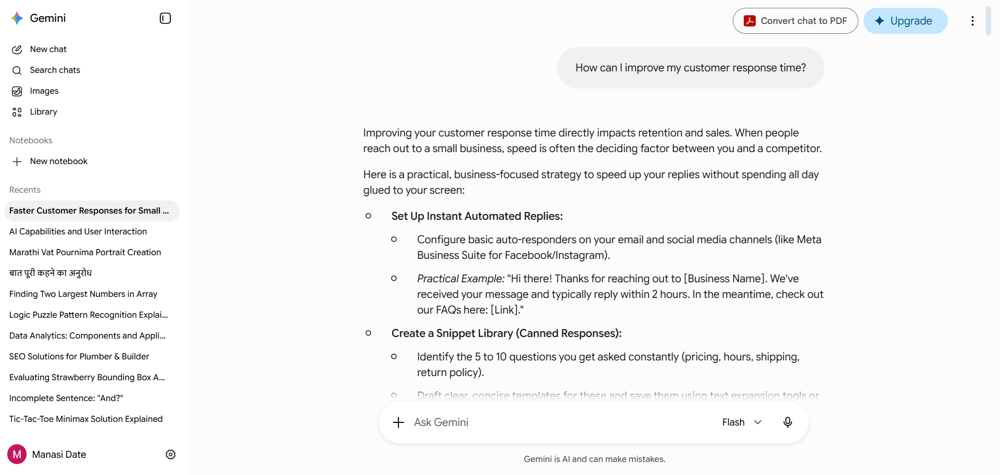 Gemini
New chat
Search chats
Images
Library
Notebooks
New notebook
Recents
Faster Customer Responses for Small ...
AI Capabilities and User Interaction
Marathi Vat Pournima Portrait Creation
बात पूरी कहने का अनुरोध
Finding Two Largest Numbers in Array
Logic Puzzle Pattern Recognition Explai...
Data Analytics: Components and Appli...
SEO Solutions for Plumber & Builder
Evaluating Strawberry Bounding Box A...
Incomplete Sentence: "And?"
Tic-Tac-Toe Minimax Solution Explained
M
Manasi Date
Convert chat to PDF
Upgrade
How can I improve my customer response time?
Improving your customer response time directly impacts retention and sales. When people
reach out to a small business, speed is often the deciding factor between you and a competitor.
Here is a practical, business-focused strategy to speed up your replies without spending all day
glued to your screen:
Set Up Instant Automated Replies:
Configure basic auto-responders on your email and social media channels (like Meta
Business Suite for Facebook/Instagram).
Practical Example: "Hi there! Thanks for reaching out to [Business Name]. We've
received your message and typically reply within 2 hours. In the meantime, check out
our FAQs here: [Link]."
Create a Snippet Library (Canned Responses):
Identify the 5 to 10 questions you get asked constantly (pricing, hours, shipping,
return policy).
Draft clear, concise templates for these and save them using text expansion tools or
Ask Gemini
Flash
Gemini is AI and can make mistakes.